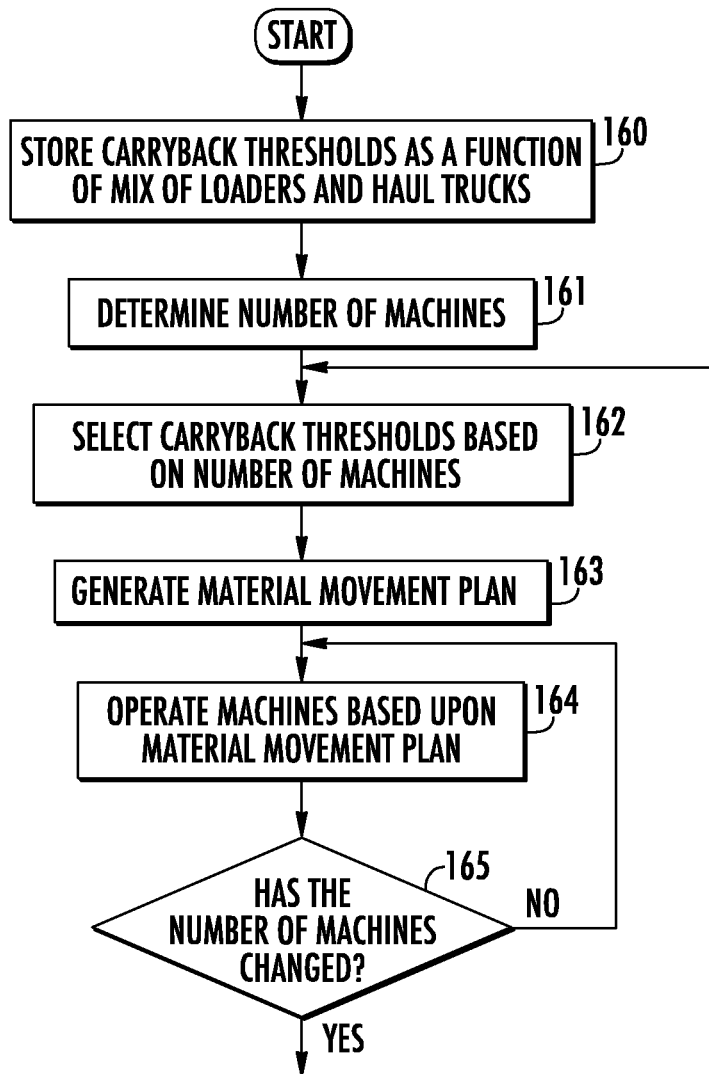 START
STORE CARRYBACK THRESHOLDS AS A FUNCTION
OF MIX OF LOADERS AND HAUL TRUCKS
160
DETERMINE NUMBER OF MACHINES
161
SELECT CARRYBACK THRESHOLDS BASED
ON NUMBER OF MACHINES
162
GENERATE MATERIAL MOVEMENT PLAN
163
OPERATE MACHINES BASED UPON
MATERIAL MOVEMENT PLAN
164
HAS THE
NUMBER OF MACHINES
CHANGED?
165
NO
YES